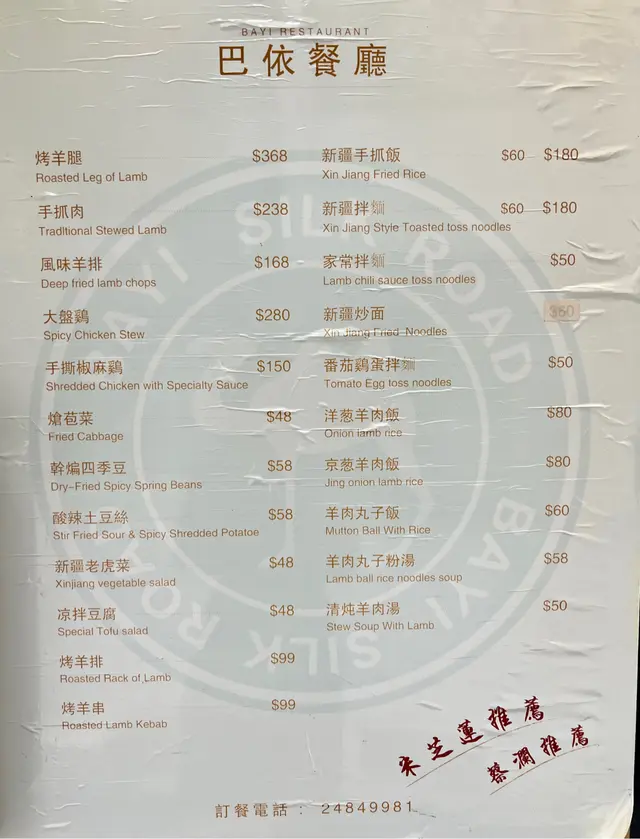 BAYI RESTAURANT
巴依餐廳
烤羊腿 $368
Roasted Leg of Lamb
手抓肉 $238
Traditional Stewed Lamb
風味羊排 $168
Deep fried lamb chops
大盤鷄 $280
Spicy Chicken Stew
手撕椒麻鷄 $150
Shredded Chicken with Specialty Sauce
熗苞菜 $48
Fried Cabbage
幹煸四季豆 $58
Dry-Fried Spicy Spring Beans
酸辣土豆絲 $58
Stir Fried Sour & Spicy Shredded Potatoe
新疆老虎菜 $48
Xinjiang vegetable salad
凉拌豆腐 $48
Special Tofu salad
烤羊排 $99
Roasted Rack of Lamb
烤羊串 $99
Roasted Lamb Kebab
新疆手抓飯 $60 $180
Xin Jiang Fried Rice
新疆拌麵 $60 $180
Xin Jiang Style Toasted toss noodles
家常拌麵 $50
Lamb chili sauce toss noodles
新疆炒面 $60
Xin Jiang Fried Noodles
番茄鷄蛋拌麵 $50
Tomato Egg toss noodles
洋葱羊肉飯 $80
Onion lamb rice
京葱羊肉飯 $80
Jing onion lamb rice
羊肉丸子飯 $60
Mutton Ball With Rice
羊肉丸子粉湯 $58
Lamb ball rice noodles soup
清炖羊肉湯 $50
Stew Soup With Lamb
BAYI SILK ROAD
BAYI SILK ROAD
宋芝蓮推薦
蔡瀾推薦
訂餐電話： 24849981